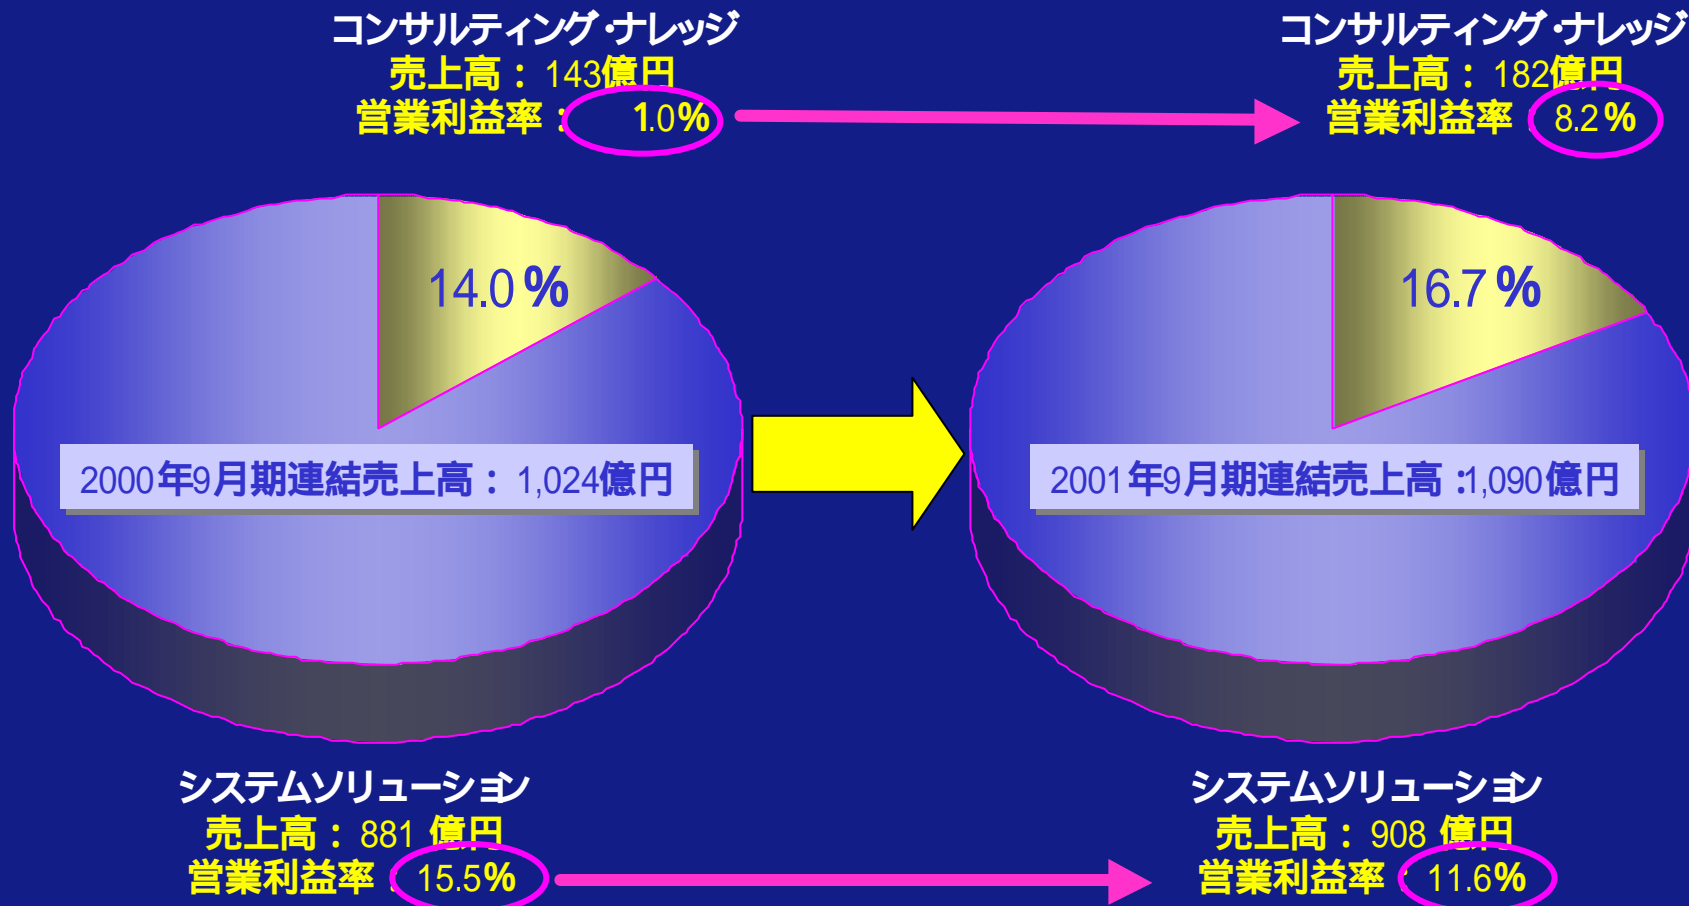 コンサルティング・ナレッジ
売上高：143億円
営業利益率：1.0%
コンサルティング・ナレッジ
売上高：182億円
営業利益率：8.2%
14.0%
16.7%
2000年9月期連結売上高：1,024億円
2001年9月期連結売上高：1,090億円
システムソリューション
売上高：881 億円
営業利益率：15.5%
システムソリューション
売上高：908 億円
営業利益率：11.6%